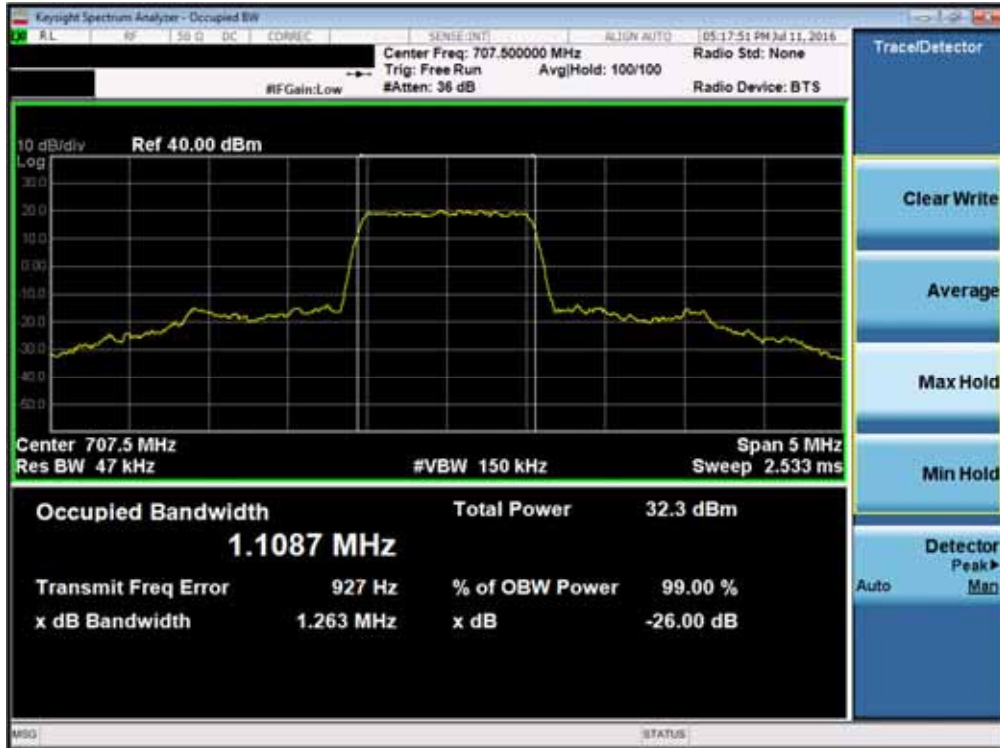 Keysight Spectrum Analyzer - Occupied BW
RL RF 50 Ω DC CORREC SENSE:INT ALIGN AUTO 05:17:51 PM Jul 11, 2016
Center Freq: 707.500000 MHz Radio Std: None
Trig: Free Run Avg|Hold: 100/100
#IFGain:Low #Atten: 36 dB Radio Device: BTS
10 dB/div Ref 40.00 dBm
Log
30.0
20.0
10.0
0.00
-10.0
-20.0
-30.0
-40.0
-50.0
Center 707.5 MHz Span 5 MHz
Res BW 47 kHz #VBW 150 kHz Sweep 2.533 ms
Occupied Bandwidth Total Power 32.3 dBm
1.1087 MHz
Transmit Freq Error 927 Hz % of OBW Power 99.00 %
x dB Bandwidth 1.263 MHz x dB -26.00 dB
MSG STATUS
Trace/Detector
Clear Write
Average
Max Hold
Min Hold
Detector
Peak▶
Auto Man